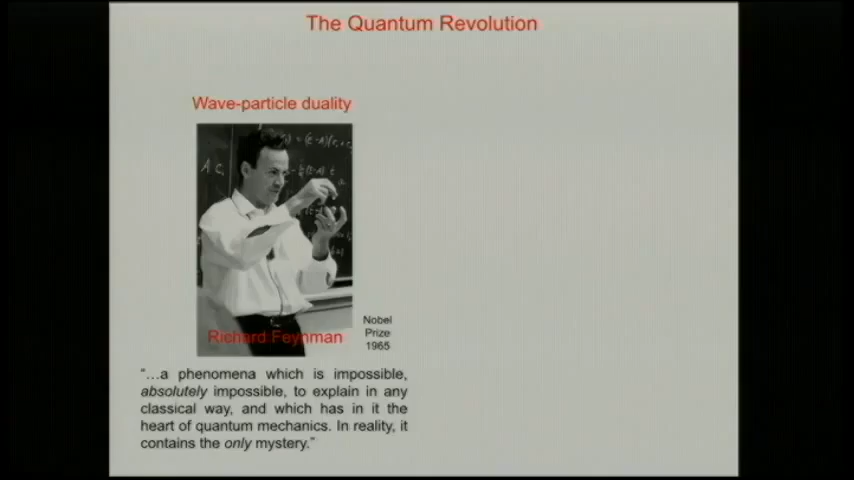 The Quantum Revolution
Wave-particle duality
Richard Feynman
Nobel
Prize
1965
“…a phenomena which is impossible,
absolutely impossible, to explain in any
classical way, and which has in it the
heart of quantum mechanics. In reality, it
contains the only mystery.”